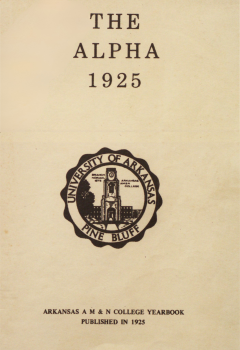 THE
ALPHA
1925
UNIVERSITY OF ARKANSAS
PINE BLUFF
ARKANSAS A M & N COLLEGE YEARBOOK
PUBLISHED IN 1925